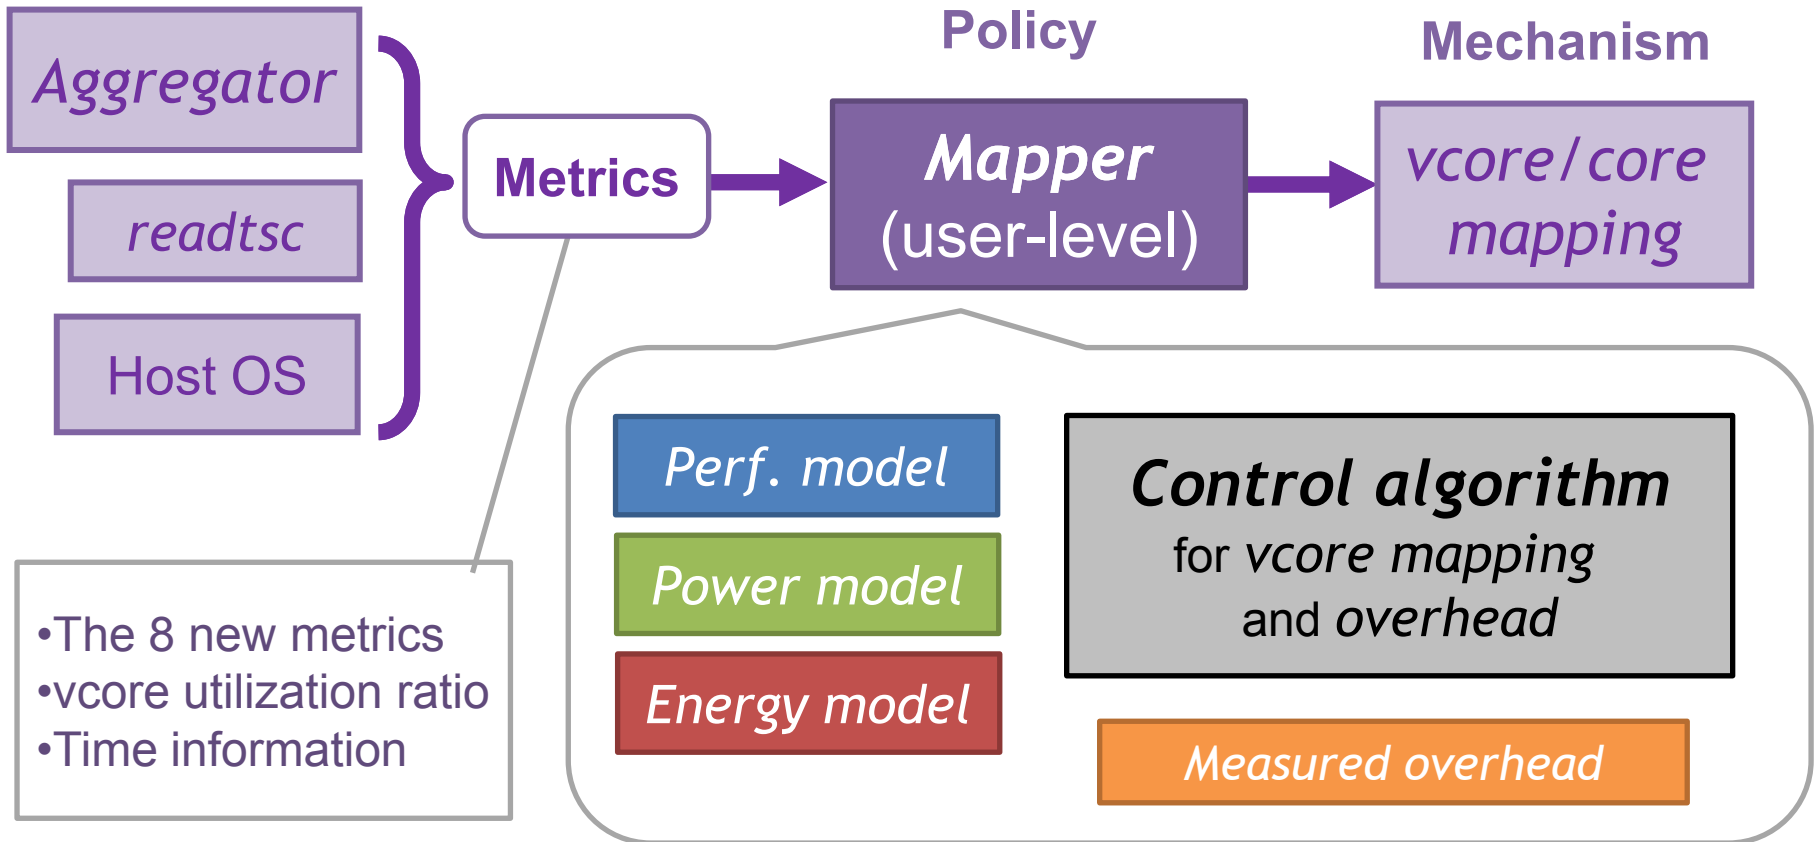 Aggregator
readtsc
Host OS
Metrics
Policy
Mapper
(user-level)
Mechanism
vcore/core
mapping
•The 8 new metrics
•vcore utilization ratio
•Time information
Perf. model
Power model
Energy model
Control algorithm
for vcore mapping
and overhead
Measured overhead